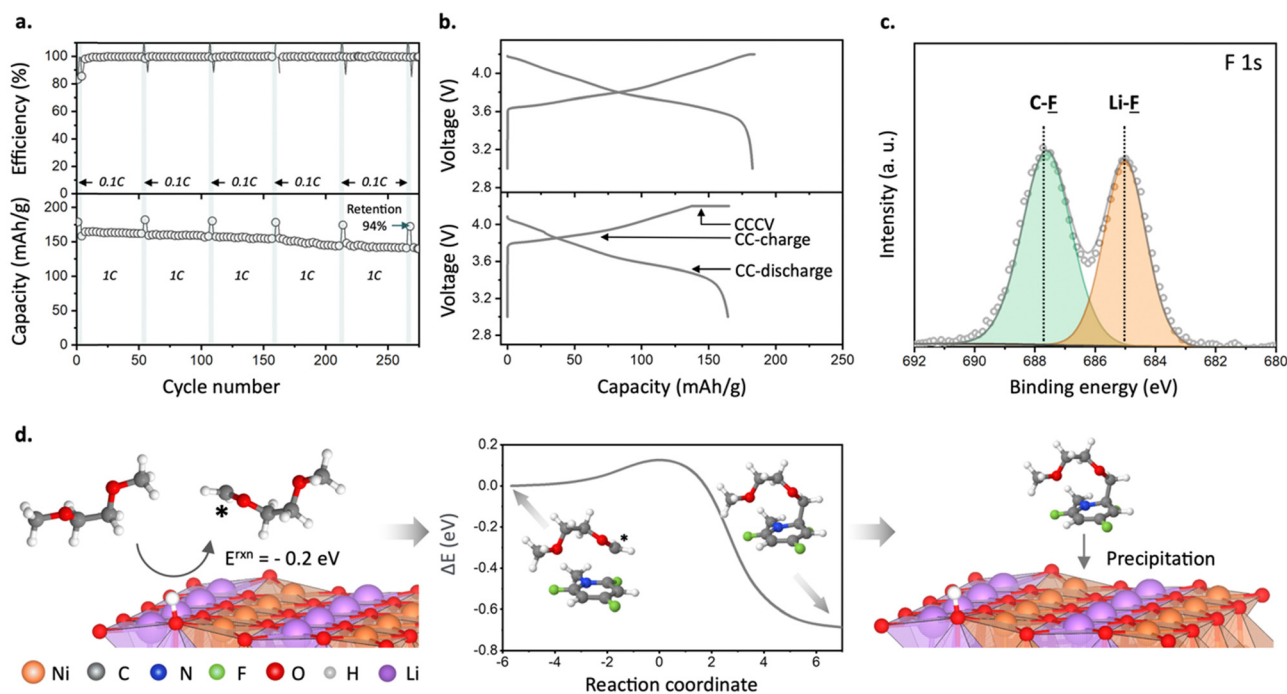 a.
Efficiency (%)
100
80
60
40
20
0
0.1C 0.1C 0.1C 0.1C 0.1C
Capacity (mAh/g)
200
150
100
50
0
Retention
94%
1C 1C 1C 1C 1C
0 50 100 150 200 250
Cycle number
b.
Voltage (V)
4.0
3.6
3.2
2.8
Voltage (V)
4.0
3.6
3.2
2.8
CCCV
CC-charge
CC-discharge
0 50 100 150 200 250
Capacity (mAh/g)
c.
F 1s
C-F
Li-F
Intensity (a. u.)
692 690 688 686 684 682 680
Binding energy (eV)
d.
*
E^rxn = - 0.2 eV
ΔE (eV)
0.2
0.0
-0.2
-0.4
-0.6
-0.8
*
-6 -4 -2 0 2 4 6
Reaction coordinate
Precipitation
Ni C N F O H Li